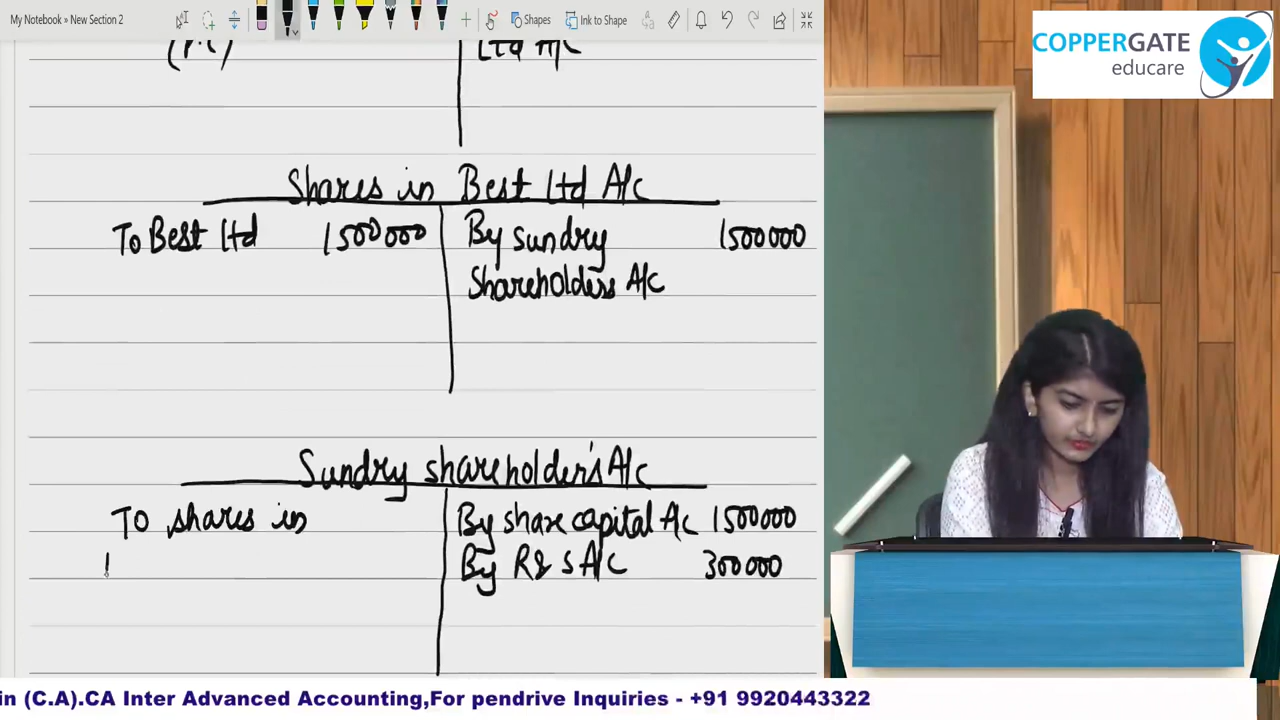 My Notebook » New Section 2
Shapes
Ink to Shape
COPPERGATE
educare
Ltd A/c
Shares in Best Ltd A/c
To Best Ltd 1500000 By sundry 1500000
Shareholders A/c
Sundry shareholder's A/c
To shares in By share capital A/c 1500000
By R& S A/c 300000
in (C.A).CA Inter Advanced Accounting,For pendrive Inquiries - +91 9920443322